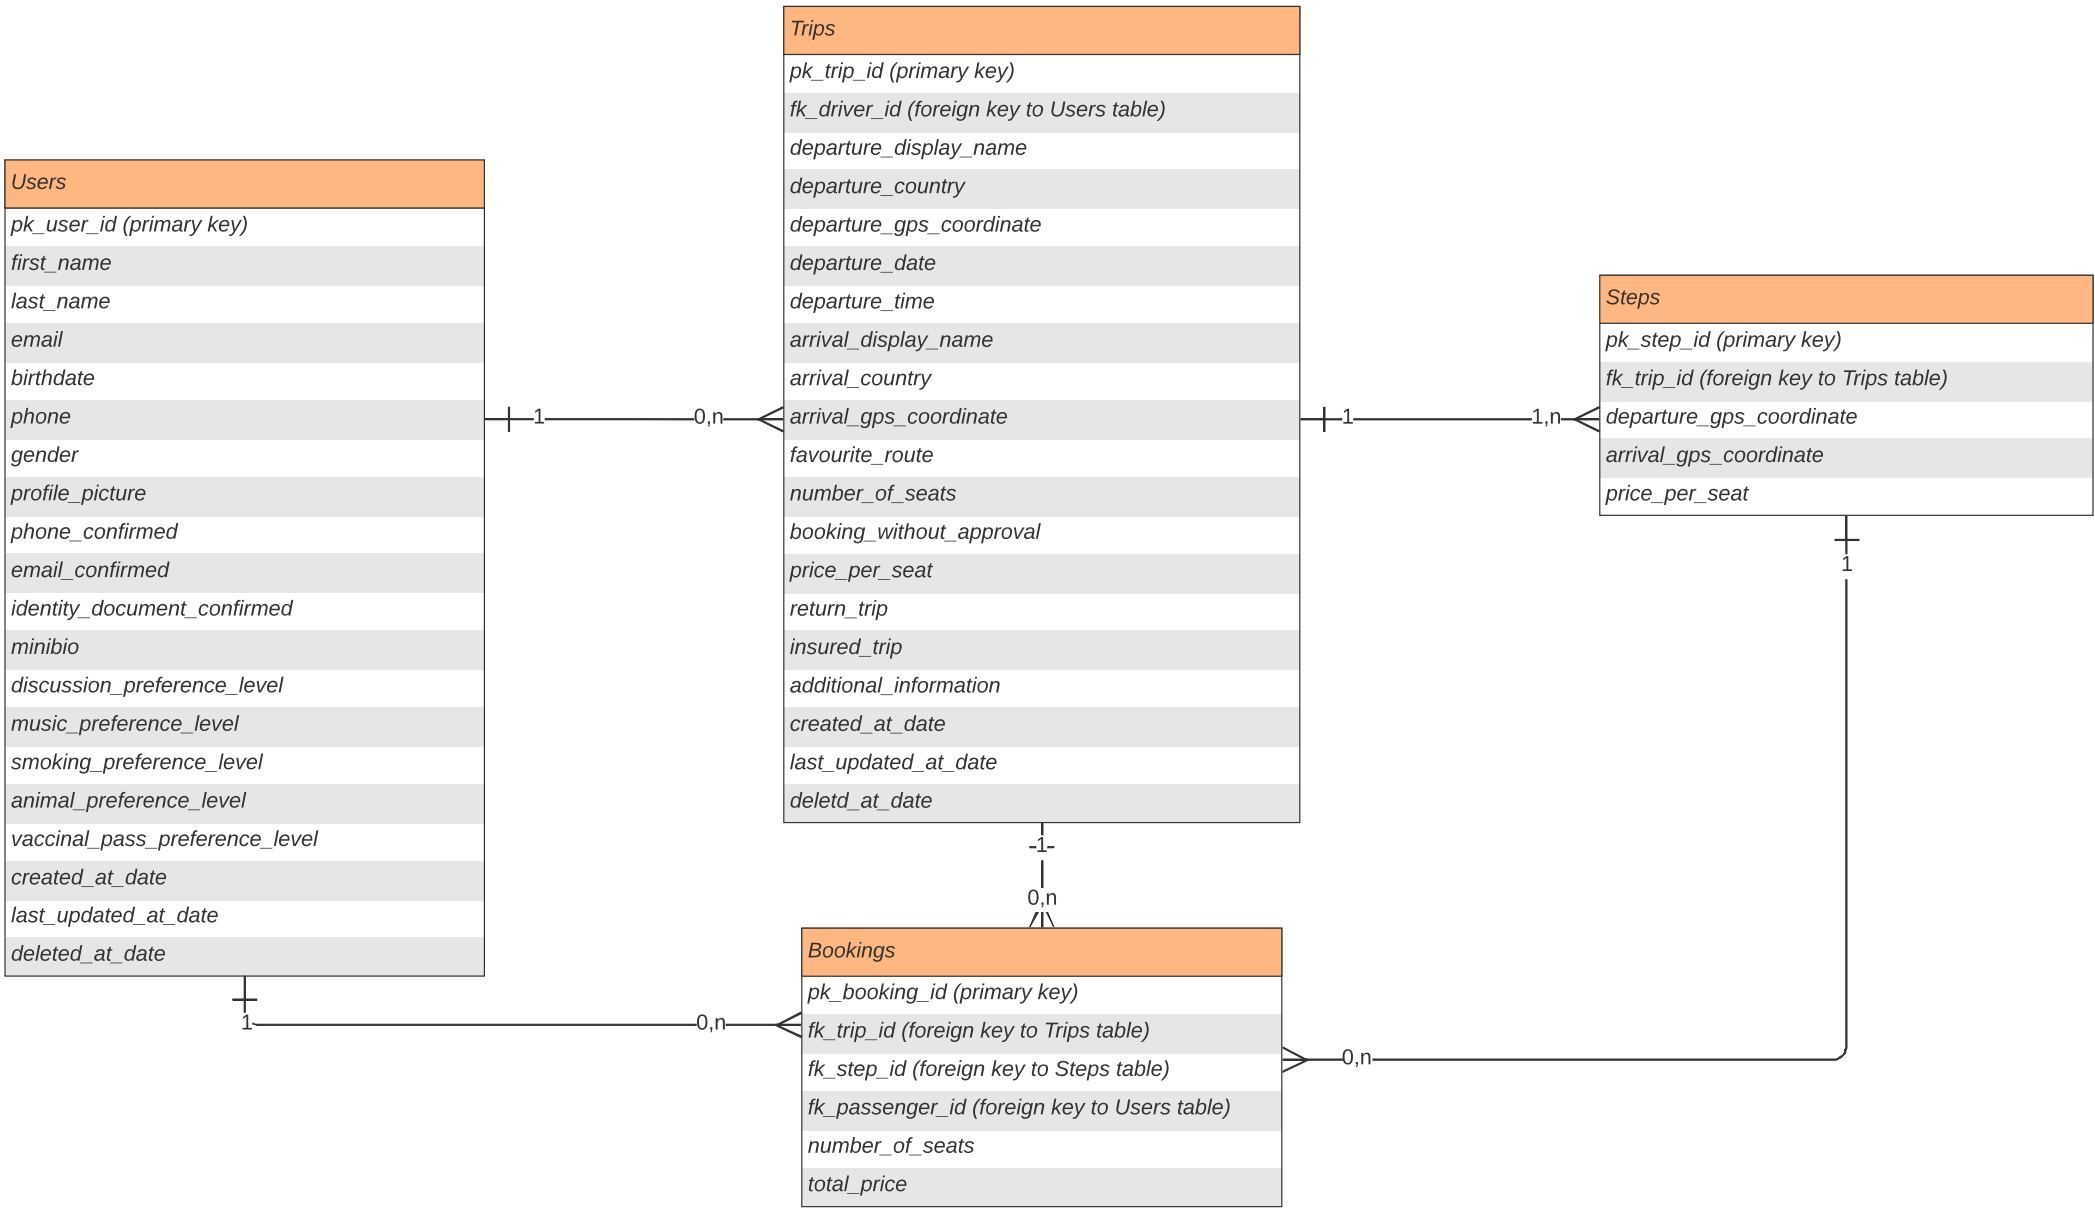 Users
pk_user_id (primary key)
first_name
last_name
email
birthdate
phone
gender
profile_picture
phone_confirmed
email_confirmed
identity_document_confirmed
minibio
discussion_preference_level
music_preference_level
smoking_preference_level
animal_preference_level
vaccinal_pass_preference_level
created_at_date
last_updated_at_date
deleted_at_date
1
0,n
1
0,n
Trips
pk_trip_id (primary key)
fk_driver_id (foreign key to Users table)
departure_display_name
departure_country
departure_gps_coordinate
departure_date
departure_time
arrival_display_name
arrival_country
arrival_gps_coordinate
favourite_route
number_of_seats
booking_without_approval
price_per_seat
return_trip
insured_trip
additional_information
created_at_date
last_updated_at_date
deletd_at_date
1
1,n
1
0,n
Steps
pk_step_id (primary key)
fk_trip_id (foreign key to Trips table)
departure_gps_coordinate
arrival_gps_coordinate
price_per_seat
1
0,n
Bookings
pk_booking_id (primary key)
fk_trip_id (foreign key to Trips table)
fk_step_id (foreign key to Steps table)
fk_passenger_id (foreign key to Users table)
number_of_seats
total_price